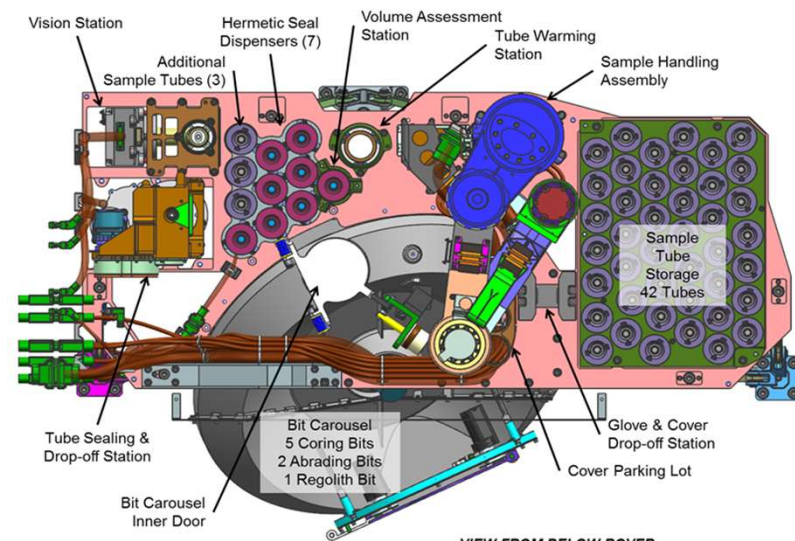 Vision Station
Hermetic Seal
Dispensers (7)
Volume Assessment
Station
Additional
Sample Tubes (3)
Tube Warming
Station
Sample Handling
Assembly
Sample
Tube
Storage
42 Tubes
Tube Sealing &
Drop-off Station
Bit Carousel
5 Coring Bits
2 Abrading Bits
1 Regolith Bit
Glove & Cover
Drop-off Station
Cover Parking Lot
Bit Carousel
Inner Door
VIEW FROM BELOW ROVER